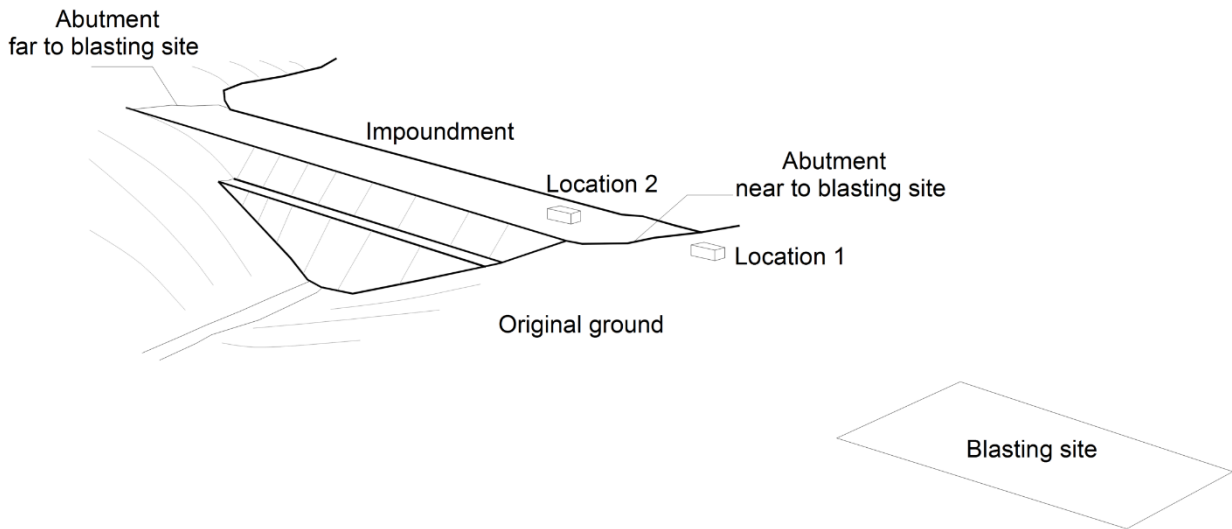 Abutment
far to blasting site
Impoundment
Abutment
near to blasting site
Location 2
Location 1
Original ground
Blasting site